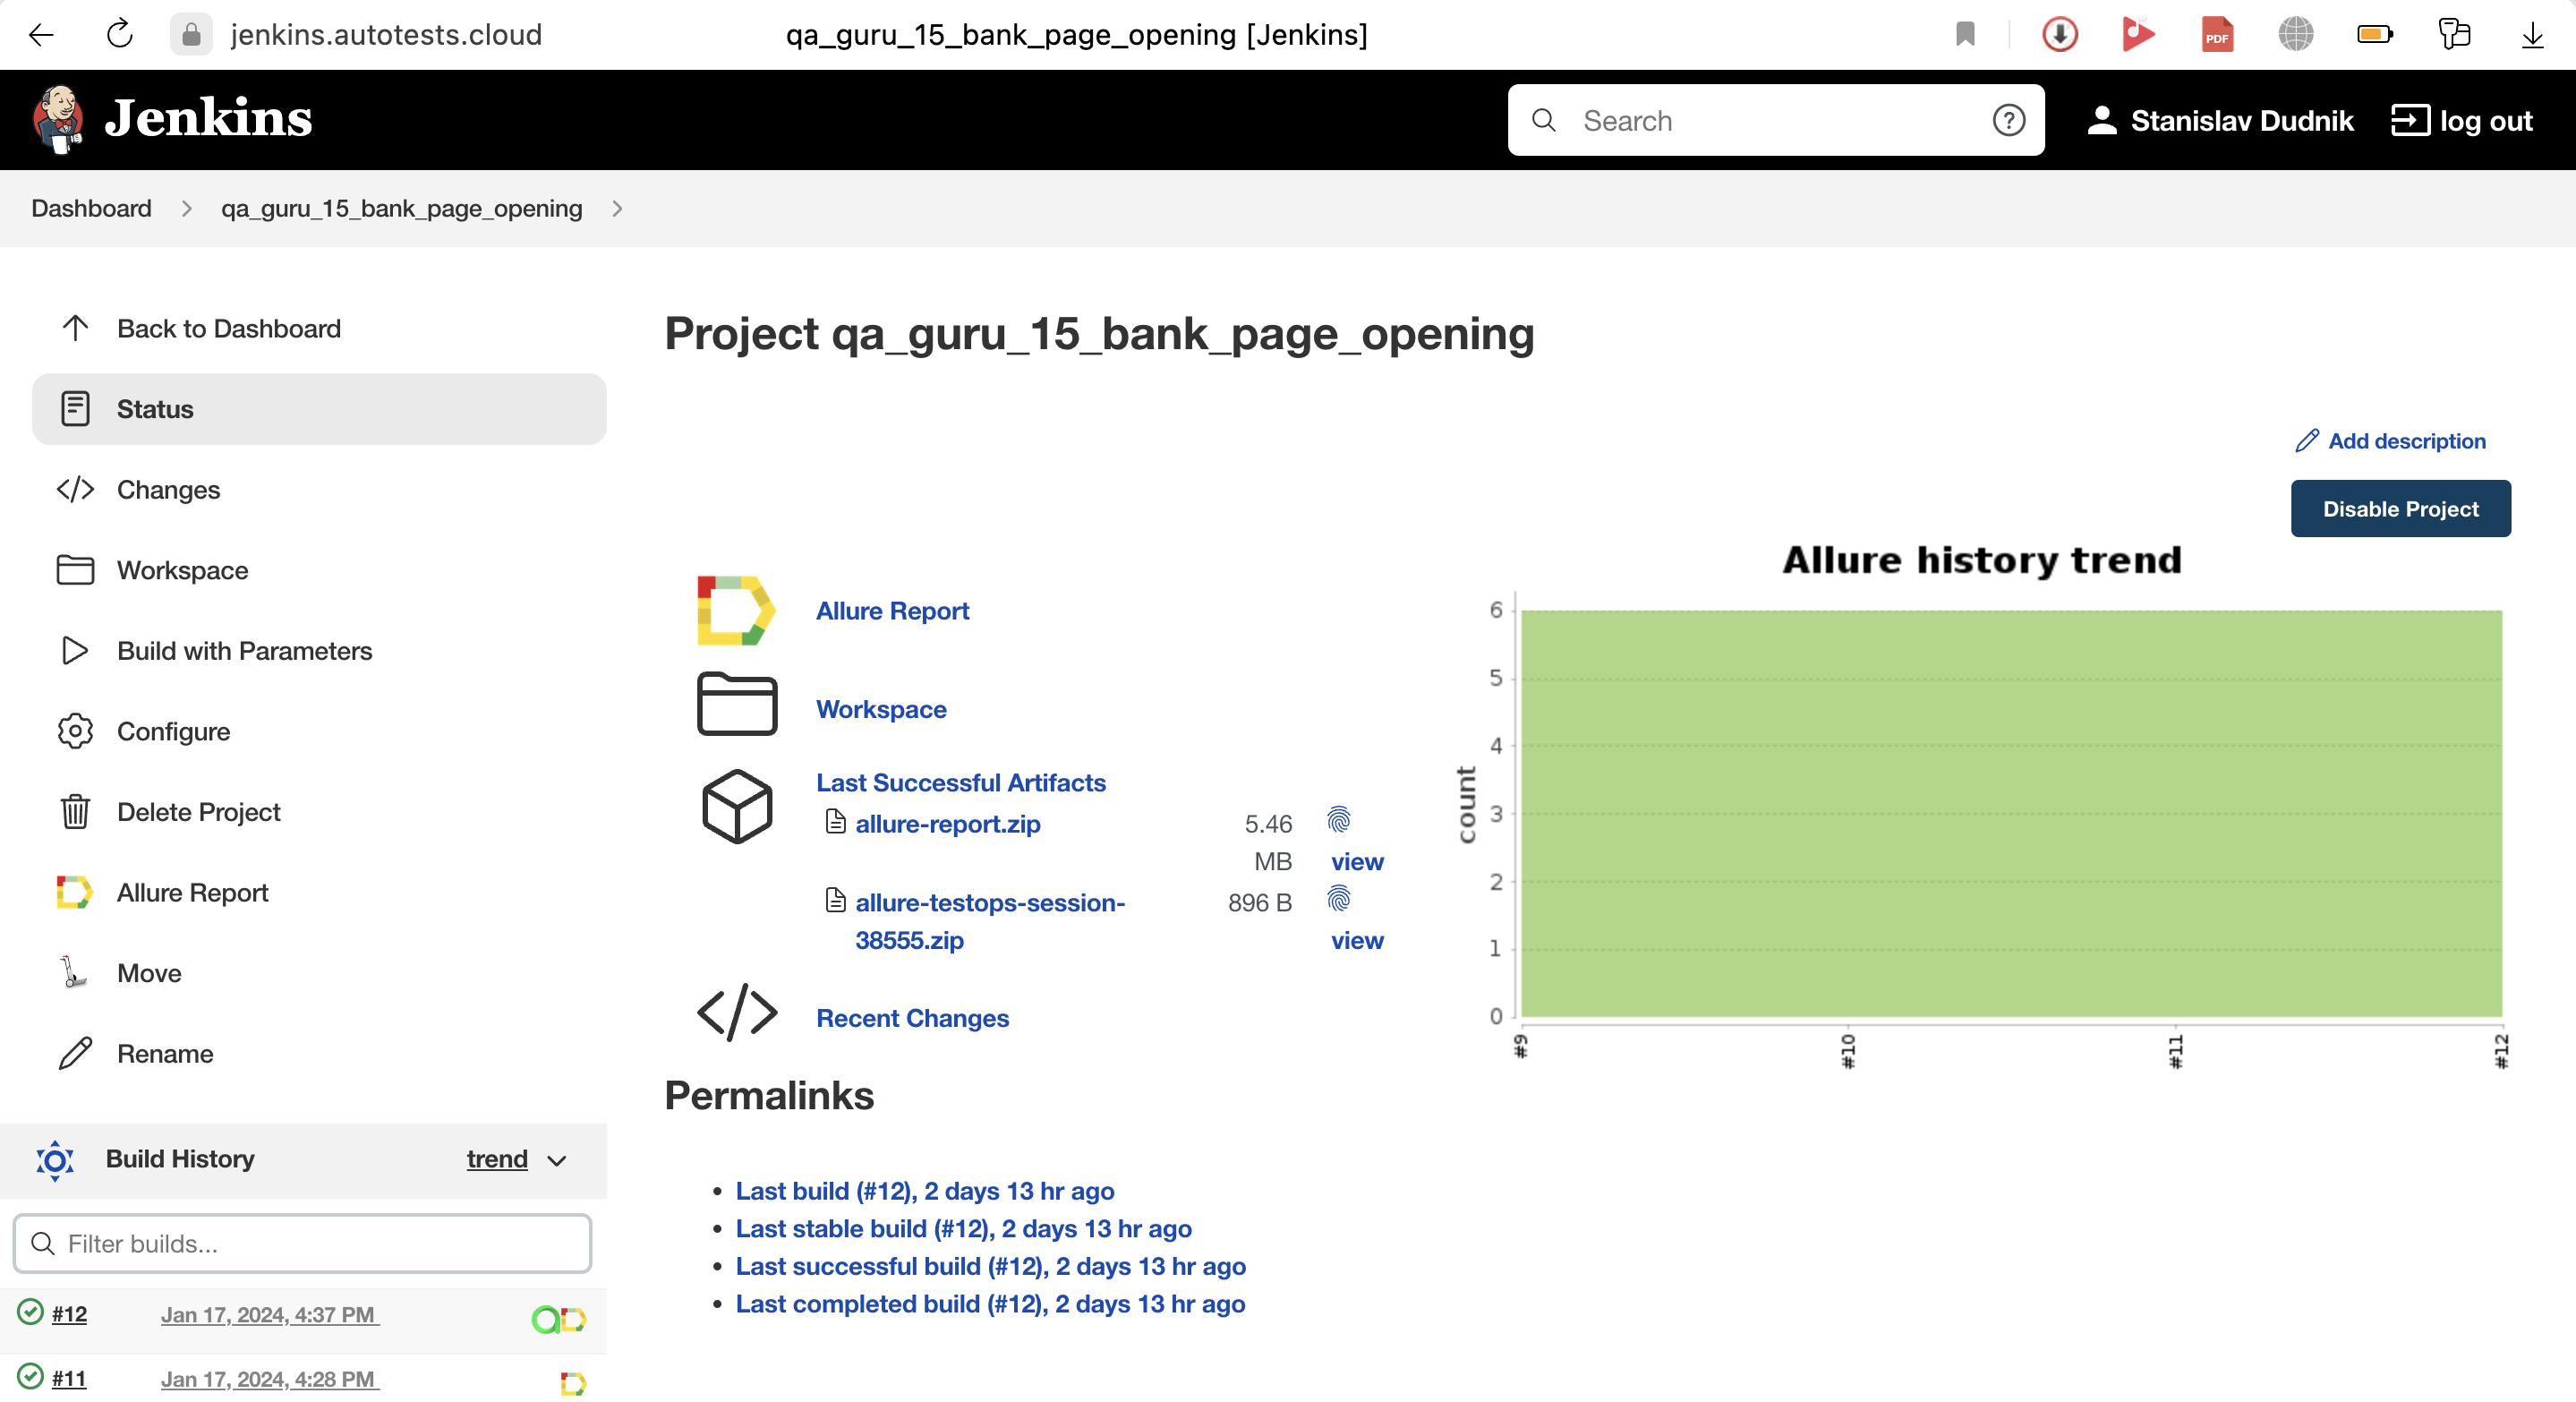 jenkins.autotests.cloud
qa_guru_15_bank_page_opening [Jenkins]
PDF
Jenkins
Search
Stanislav Dudnik
log out
Dashboard
qa_guru_15_bank_page_opening
Back to Dashboard
Status
Changes
Workspace
Build with Parameters
Configure
Delete Project
Allure Report
Move
Rename
Build History
trend
Filter builds...
#12
Jan 17, 2024, 4:37 PM
#11
Jan 17, 2024, 4:28 PM
Project qa_guru_15_bank_page_opening
Add description
Disable Project
Allure Report
Workspace
Last Successful Artifacts
allure-report.zip
5.46
MB
view
allure-testops-session-
38555.zip
896 B
view
Recent Changes
Allure history trend
count
6
5
4
3
2
1
0
#9
#10
#11
#12
Permalinks
Last build (#12), 2 days 13 hr ago
Last stable build (#12), 2 days 13 hr ago
Last successful build (#12), 2 days 13 hr ago
Last completed build (#12), 2 days 13 hr ago